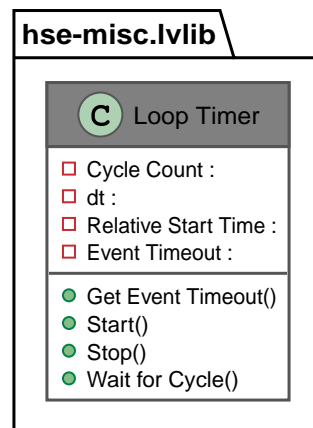 hse-misc.lvlib
C Loop Timer
Cycle Count :
dt :
Relative Start Time :
Event Timeout :
Get Event Timeout()
Start()
Stop()
Wait for Cycle()